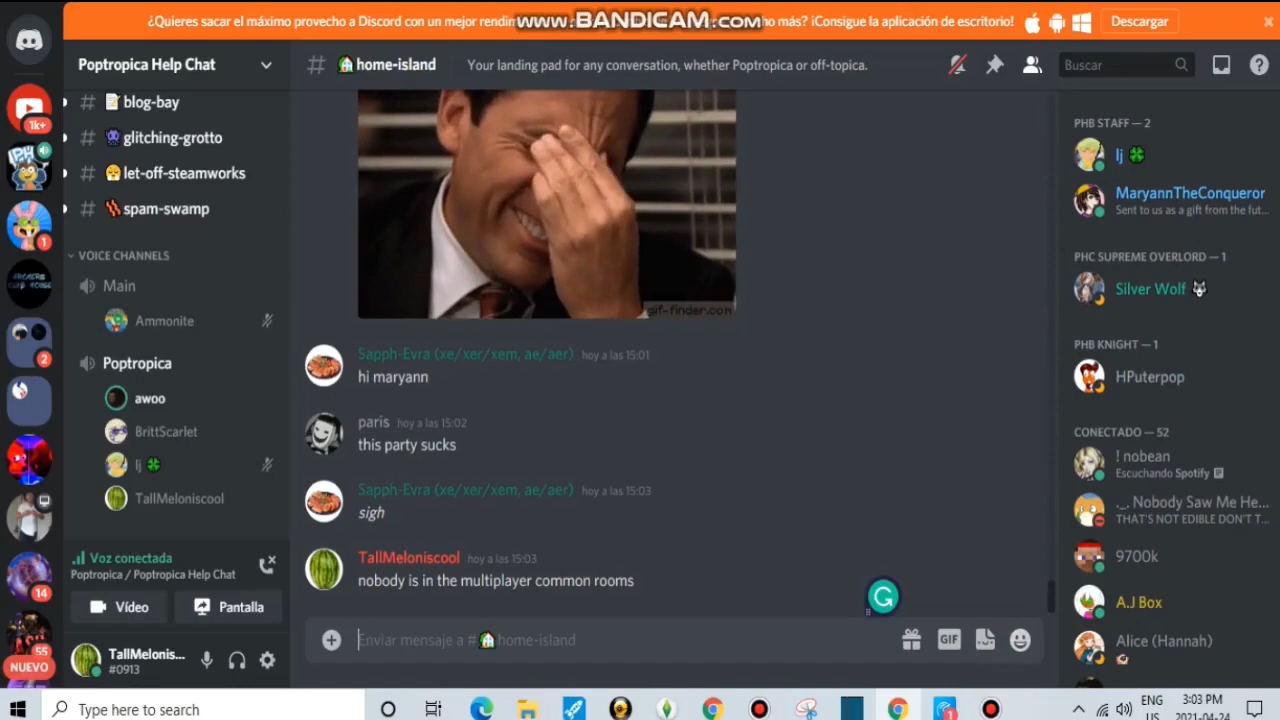 ¿Quieres sacar el máximo provecho a Discord con un mejor rendim
www.BANDICAM.com
ho más? ¡Consigue la aplicación de escritorio!
Descargar
Poptropica Help Chat
home-island
Your landing pad for any conversation, whether Poptropica or off-topica.
Buscar
1k+
1
2
14
55
NUEVO
blog-bay
glitching-grotto
let-off-steamworks
spam-swamp
VOICE CHANNELS
Main
Ammonite
Poptropica
awoo
BrittScarlet
lj
TallMeloniscool
Voz conectada
Poptropica / Poptropica Help Chat
Vídeo
Pantalla
TallMelonis...
#0913
gif-finder.com
Sapph-Evra (xe/xer/xem, ae/aer) hoy a las 15:01
hi maryann
paris hoy a las 15:02
this party sucks
Sapph-Evra (xe/xer/xem, ae/aer) hoy a las 15:03
sigh
TallMeloniscool hoy a las 15:03
nobody is in the multiplayer common rooms
Enviar mensaje a # home-island
GIF
PHB STAFF — 2
lj
MaryannTheConqueror
Sent to us as a gift from the fut...
PHC SUPREME OVERLORD — 1
Silver Wolf
PHB KNIGHT — 1
HPuterpop
CONECTADO — 52
! nobean
Escuchando Spotify
._. Nobody Saw Me He...
THAT'S NOT EDIBLE DON'T T...
9700k
A.J Box
Alice (Hannah)
Type here to search
1
ENG
US
3:03 PM
2021-04-24